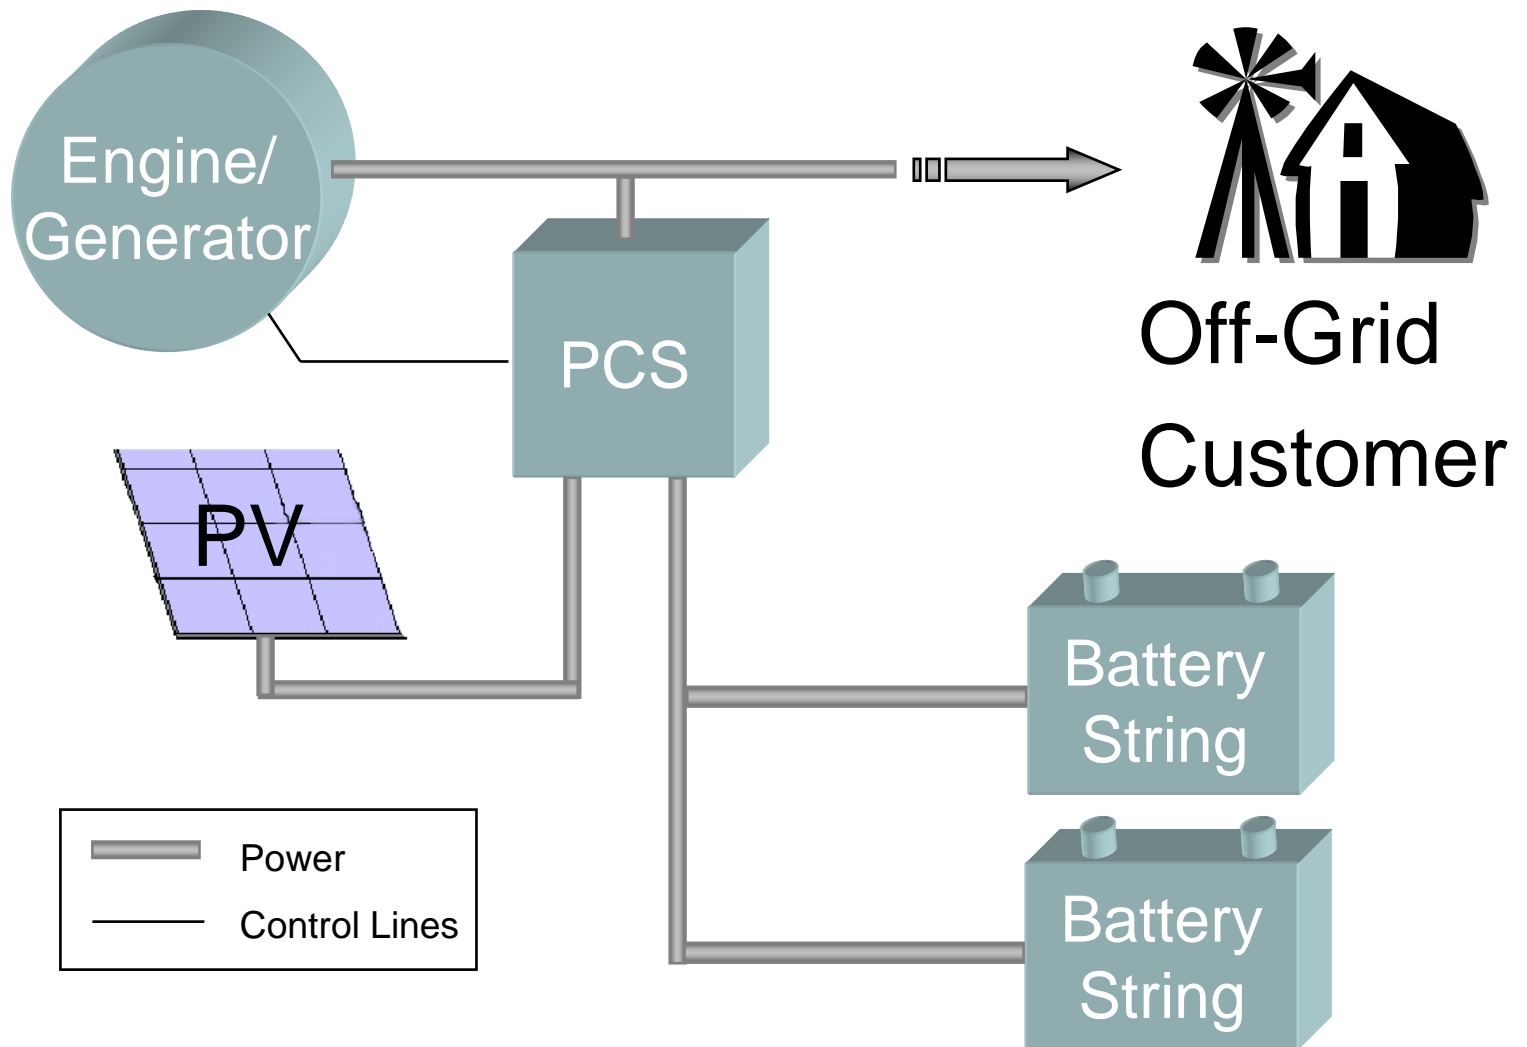 Engine/
Generator
PCS
Off-Grid
Customer
PV
Battery
String
Battery
String
Power
Control Lines